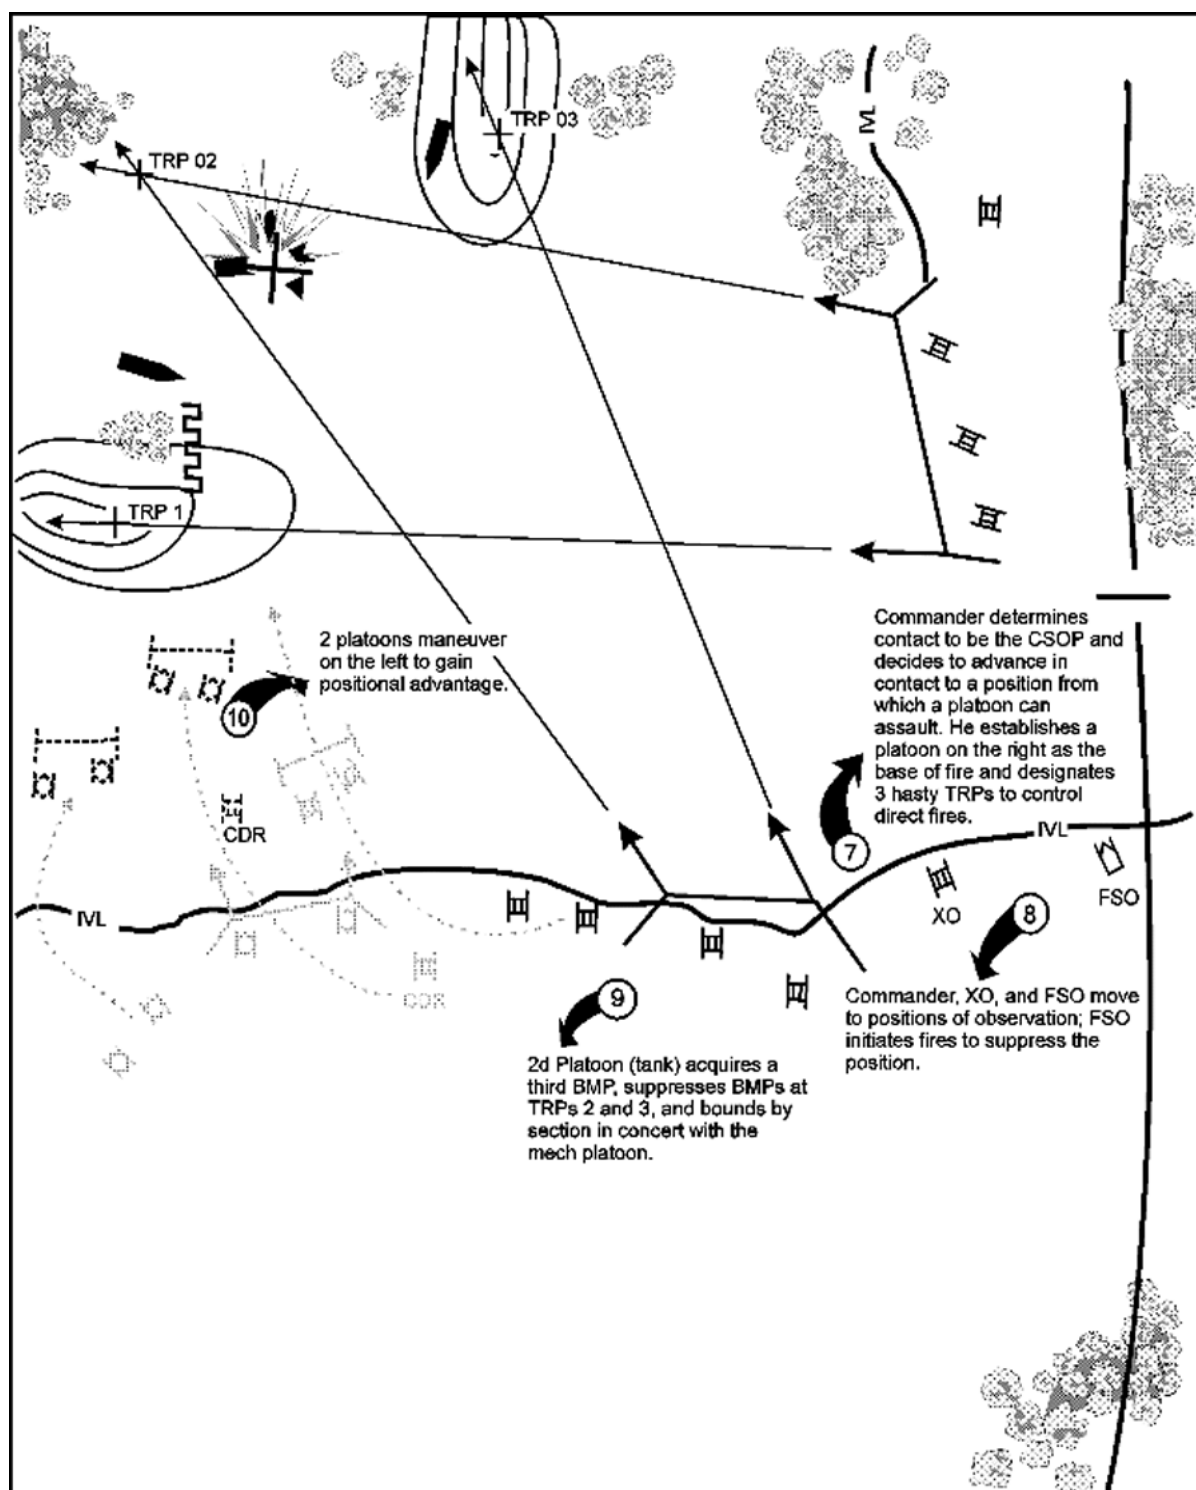 TRP 03
IVL
TRP 02
TRP 1
2 platoons maneuver
on the left to gain
positional advantage.
10
Commander determines
contact to be the CSOP and
decides to advance in
contact to a position from
which a platoon can
assault. He establishes a
platoon on the right as the
base of fire and designates
3 hasty TRPs to control
direct fires.
7
CDR
IVL
IVL
XO
FSO
8
CDR
9
Commander, XO, and FSO move
to positions of observation; FSO
initiates fires to suppress the
position.
2d Platoon (tank) acquires a
third BMP, suppresses BMPs at
TRPs 2 and 3, and bounds by
section in concert with the
mech platoon.